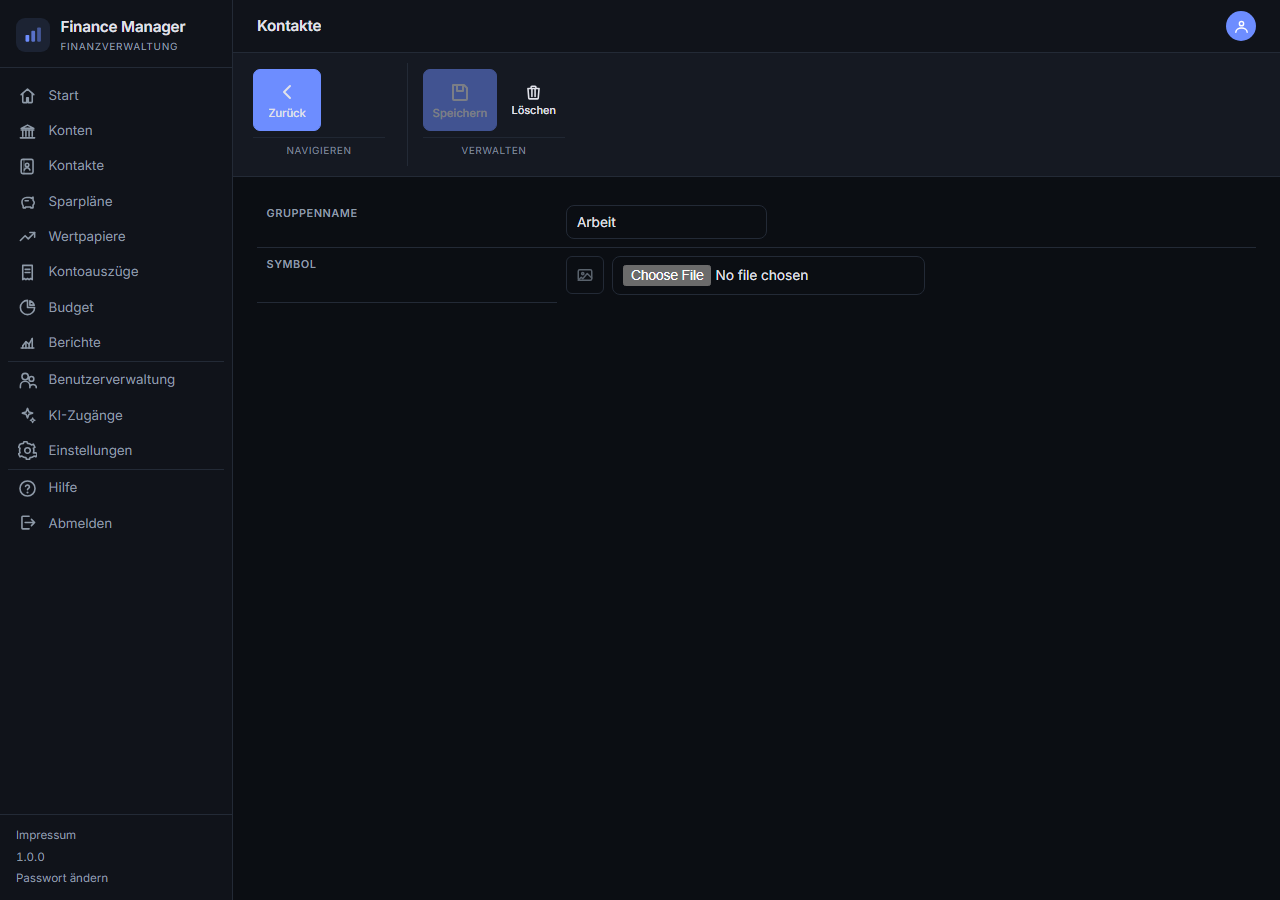 Finance Manager
FINANZVERWALTUNG
Start
Konten
Kontakte
Sparpläne
Wertpapiere
Kontoauszüge
Budget
Berichte
Benutzerverwaltung
KI-Zugänge
Einstellungen
Hilfe
Abmelden
Impressum
1.0.0
Passwort ändern
Kontakte
Zurück
NAVIGIEREN
Speichern
Löschen
VERWALTEN
GRUPPENNAME
Arbeit
SYMBOL
Choose File No file chosen